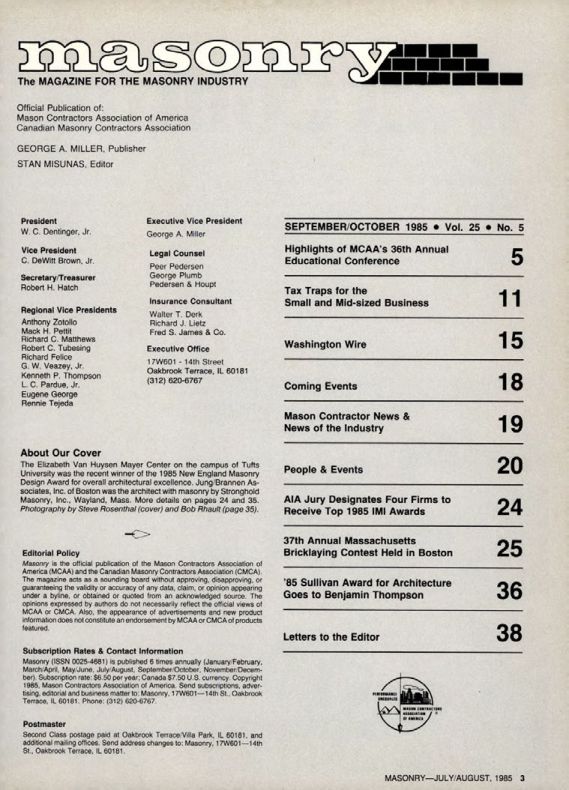 masonry
The MAGAZINE FOR THE MASONRY INDUSTRY
Official Publication of:
Mason Contractors Association of America
Canadian Masonry Contractors Association
GEORGE A. MILLER, Publisher
STAN MISUNAS, Editor
President
W. C. Dentinger, Jr.
Vice President
C. DeWitt Brown, Jr.
Secretary/Treasurer
Robert H. Hatch
Regional Vice Presidents
Anthony Zotollo
Mack H. Pettit
Richard C. Matthews
Robert C. Tubesing
Richard Felice
G. W. Veazey, Jr.
Kenneth P. Thompson
L. C. Pardue, Jr.
Eugene George
Rennie Tejeda
Executive Vice President
George A. Miller
Legal Counsel
Peer Pedersen
George Plumb
Pedersen & Houpt
Insurance Consultant
Walter T. Derk
Richard J. Lietz
Fred S. James & Co.
Executive Office
17W601 - 14th Street
Oakbrook Terrace, IL 60181
(312) 620-6767
About Our Cover
The Elizabeth Van Huysen Mayer Center on the campus of Tufts
University was the recent winner of the 1985 New England Masonry
Design Award for overall architectural excellence. Jung/Brannen As-
sociates, Inc. of Boston was the architect with masonry by Stronghold
Masonry, Inc., Wayland, Mass. More details on pages 24 and 35.
Photography by Steve Rosenthal (cover) and Bob Rhault (page 35).
Editorial Policy
Masonry is the official publication of the Mason Contractors Association of
America (MCAA) and the Canadian Masonry Contractors Association (CMCA).
The magazine acts as a sounding board without approving, disapproving, or
guaranteeing the validity or accuracy of any data, claim, or opinion appearing
under a byline, or obtained or quoted from an acknowledged source. The
opinions expressed by authors do not necessarily reflect the official views of
MCAA or CMCA. Also, the appearance of advertisements and new product
information does not constitute an endorsement by MCAA or CMCA of products
featured.
Subscription Rates & Contact Information
Masonry (ISSN 0025-4681) is published 6 times annually (January/February,
March/April, May/June, July/August, September/October, November/Decem-
ber). Subscription rate: $6.50 per year; Canada $7.50 U.S. currency. Copyright
1985, Mason Contractors Association of America. Send subscriptions, adver-
tising, editorial and business matter to: Masonry, 17W601—14th St., Oakbrook
Terrace, IL 60181. Phone: (312) 620-6767.
Postmaster
Second Class postage paid at Oakbrook Terrace/Villa Park, IL 60181, and
additional mailing offices. Send address changes to: Masonry, 17W601—14th
St., Oakbrook Terrace, IL 60181.
SEPTEMBER/OCTOBER 1985 • Vol. 25 • No. 5
Highlights of MCAA's 36th Annual
Educational Conference 5
Tax Traps for the
Small and Mid-sized Business 11
Washington Wire 15
Coming Events 18
Mason Contractor News &
News of the Industry 19
People & Events 20
AIA Jury Designates Four Firms to
Receive Top 1985 IMI Awards 24
37th Annual Massachusetts
Bricklaying Contest Held in Boston 25
'85 Sullivan Award for Architecture
Goes to Benjamin Thompson 36
Letters to the Editor 38
MASON CONTRACTORS
ASSOCIATION
OF AMERICA
MASONRY—JULY/AUGUST, 1985 3